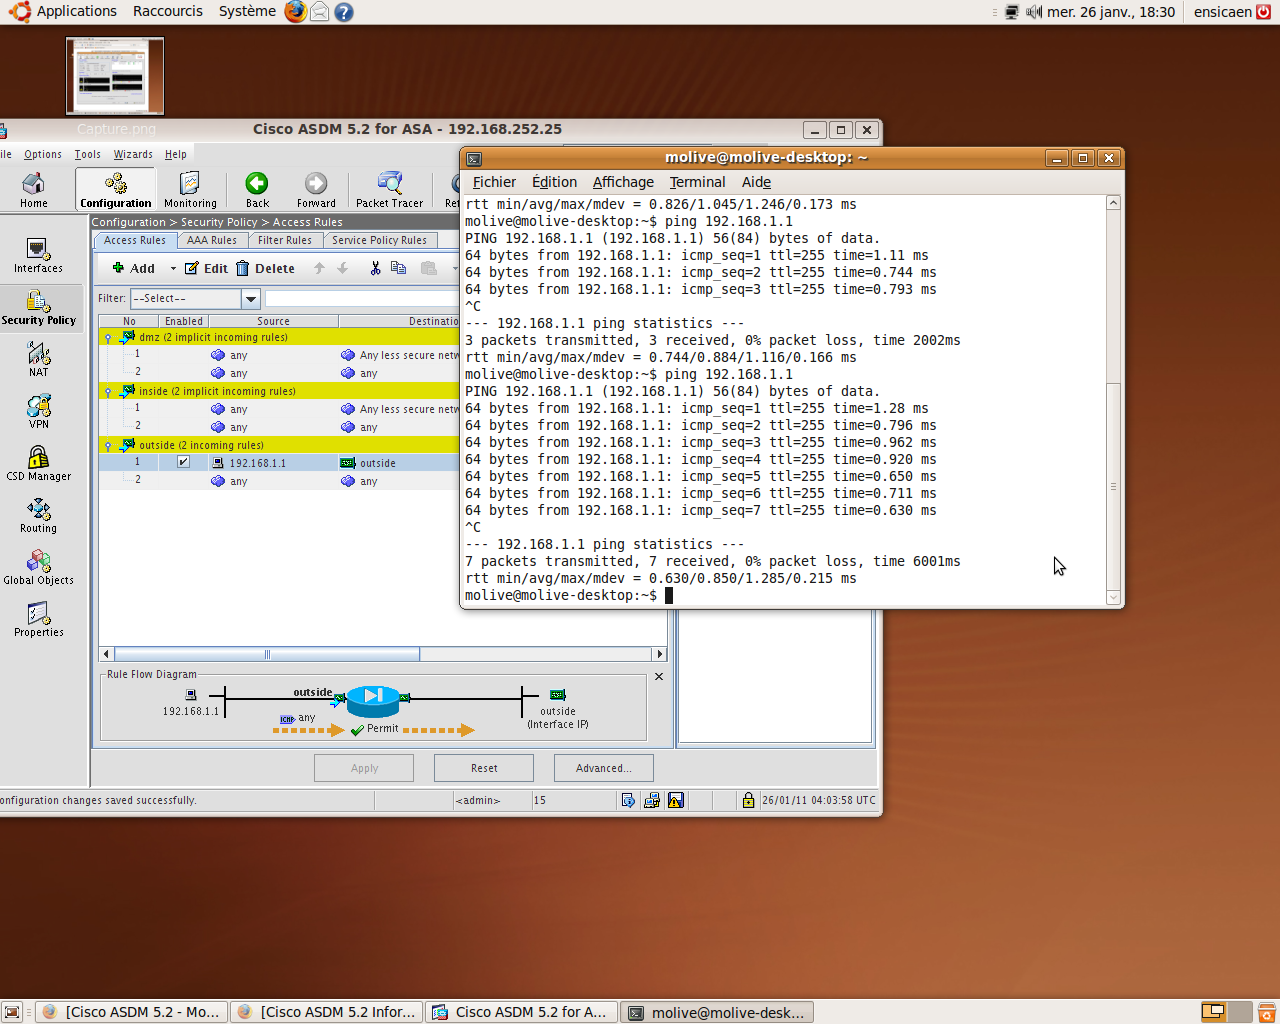 Applications Raccourcis Système mer. 26 janv., 18:30 ensicaen
Capture.png
Cisco ASDM 5.2 for ASA - 192.168.252.25
ile Options Tools Wizards Help
Home Configuration Monitoring Back Forward Packet Tracer
Configuration > Security Policy > Access Rules
Access Rules AAA Rules Filter Rules Service Policy Rules
Add Edit Delete
Filter: --Select--
No Enabled Source Destinatio
dmz (2 implicit incoming rules)
1 any Any less secure netw
2 any any
inside (2 implicit incoming rules)
1 any Any less secure netw
2 any any
outside (2 incoming rules)
1 192.168.1.1 outside
2 any any
Interfaces
Security Policy
NAT
VPN
CSD Manager
Routing
Global Objects
Properties
Rule Flow Diagram
outside
192.168.1.1
ICMP any
Permit
outside
(Interface IP)
Apply Reset Advanced...
onfiguration changes saved successfully. <admin> 15 26/01/11 04:03:58 UTC
molive@molive-desktop: ~
Fichier Édition Affichage Terminal Aide
rtt min/avg/max/mdev = 0.826/1.045/1.246/0.173 ms
molive@molive-desktop:~$ ping 192.168.1.1
PING 192.168.1.1 (192.168.1.1) 56(84) bytes of data.
64 bytes from 192.168.1.1: icmp_seq=1 ttl=255 time=1.11 ms
64 bytes from 192.168.1.1: icmp_seq=2 ttl=255 time=0.744 ms
64 bytes from 192.168.1.1: icmp_seq=3 ttl=255 time=0.793 ms
^C
--- 192.168.1.1 ping statistics ---
3 packets transmitted, 3 received, 0% packet loss, time 2002ms
rtt min/avg/max/mdev = 0.744/0.884/1.116/0.166 ms
molive@molive-desktop:~$ ping 192.168.1.1
PING 192.168.1.1 (192.168.1.1) 56(84) bytes of data.
64 bytes from 192.168.1.1: icmp_seq=1 ttl=255 time=1.28 ms
64 bytes from 192.168.1.1: icmp_seq=2 ttl=255 time=0.796 ms
64 bytes from 192.168.1.1: icmp_seq=3 ttl=255 time=0.962 ms
64 bytes from 192.168.1.1: icmp_seq=4 ttl=255 time=0.920 ms
64 bytes from 192.168.1.1: icmp_seq=5 ttl=255 time=0.650 ms
64 bytes from 192.168.1.1: icmp_seq=6 ttl=255 time=0.711 ms
64 bytes from 192.168.1.1: icmp_seq=7 ttl=255 time=0.630 ms
^C
--- 192.168.1.1 ping statistics ---
7 packets transmitted, 7 received, 0% packet loss, time 6001ms
rtt min/avg/max/mdev = 0.630/0.850/1.285/0.215 ms
molive@molive-desktop:~$
[Cisco ASDM 5.2 - Mo... [Cisco ASDM 5.2 Infor... Cisco ASDM 5.2 for A... molive@molive-desk...